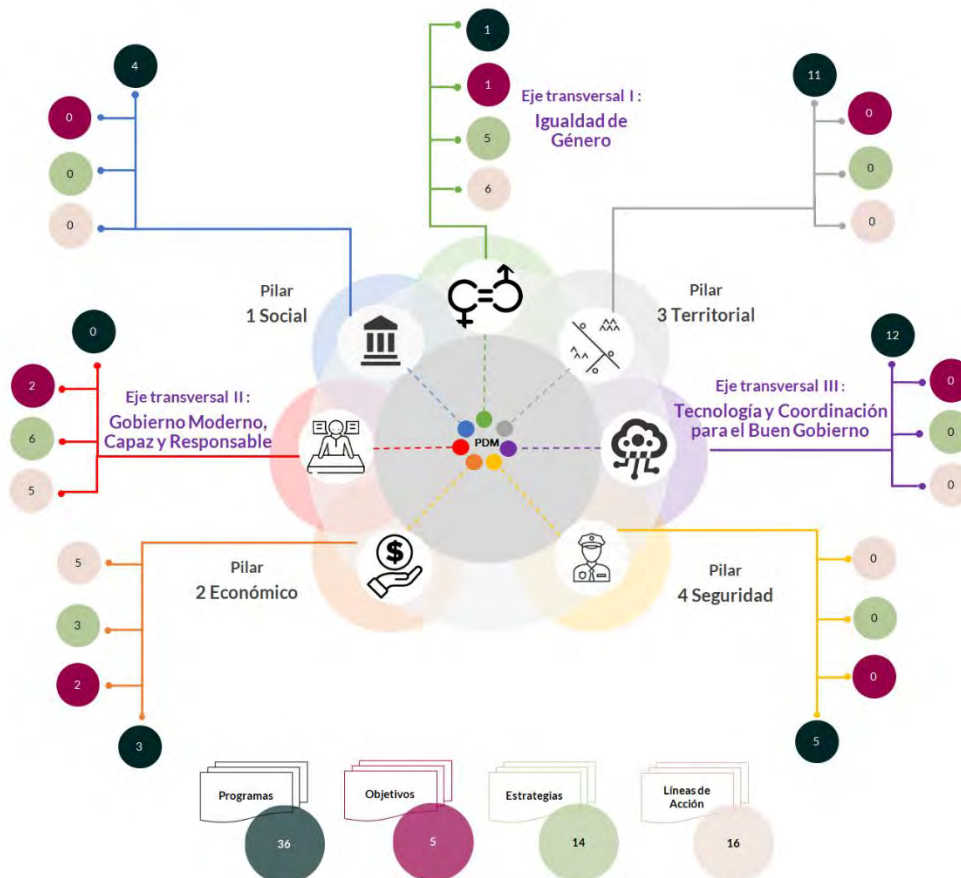 1
4
11
0
1
0
Eje transversal I :
Igualdad de
Género
0
5
0
0
6
0
Pilar
1 Social
Pilar
3 Territorial
0
12
2
Eje transversal II :
Gobierno Moderno,
Capaz y Responsable
6
5
PDM
Eje transversal III :
Tecnología y Coordinación
para el Buen Gobierno
0
0
0
5
3
2
3
Pilar
2 Económico
$
Pilar
4 Seguridad
0
0
0
5
Programas
36
Objetivos
5
Estrategias
14
Líneas de
Acción
16